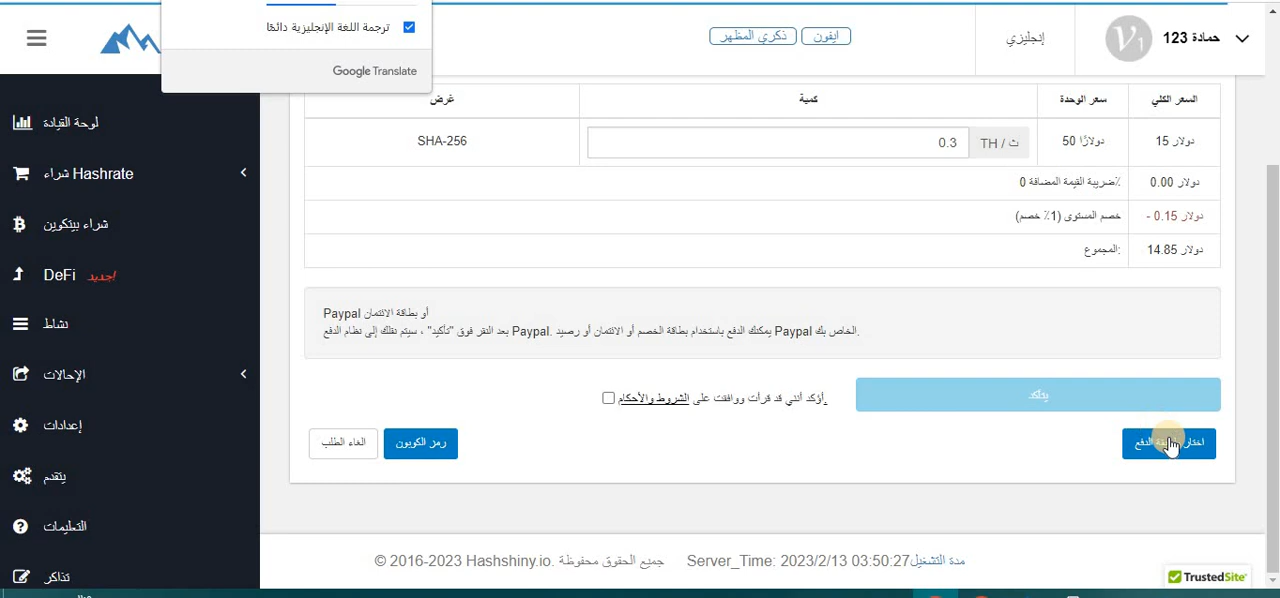 ترجمة اللغة الإنجليزية دائمًا
Google Translate
ذكري المظهر
ايفون
إنجليزي
حمادة 123
لوحة القيادة
شراء Hashrate
شراء بيتكوين
DeFi جديد!
نشاط
الإحالات
إعدادات
يتقدم
التعليمات
تذاكر
السعر الكلي سعر الوحدة كمية غرض
15 دولار 50 دولارًا TH / ث 0.3 SHA-256
0.00 دولار ضريبة القيمة المضافة 0٪
- 0.15 دولار خصم المستوى (1٪ خصم)
14.85 دولار المجموع:
Paypal أو بطاقة الائتمان
بعد النقر فوق "تأكيد" ، سيتم نقلك إلى نظام الدفع Paypal. يمكنك الدفع باستخدام بطاقة الخصم أو الائتمان أو رصيد Paypal الخاص بك.
أؤكد أنني قد قرأت ووافقت على الشروط والأحكام.
يتأكد
الغاء الطلب
رمز الكوبون
اختار الدفع
© 2016-2023 Hashshiny.io. جميع الحقوق محفوظة Server_Time: 2023/2/13 03:50:27 مدة التشغيل
TrustedSite